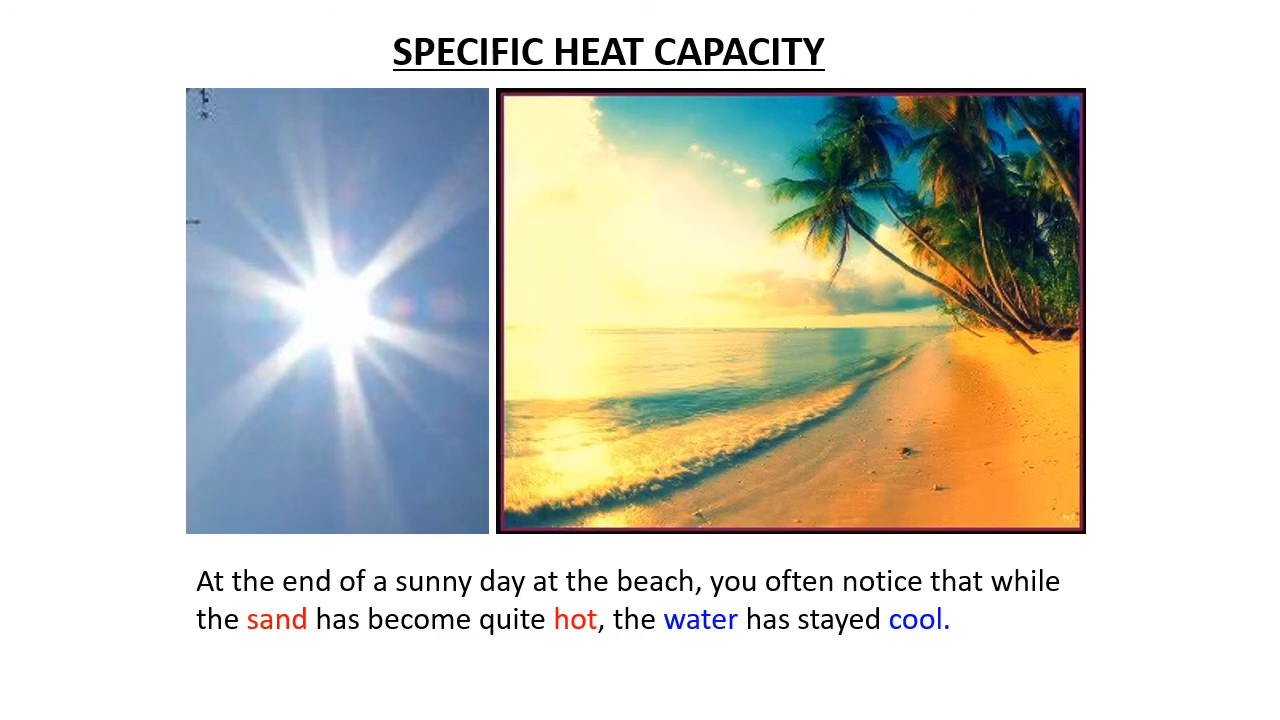 SPECIFIC HEAT CAPACITY
At the end of a sunny day at the beach, you often notice that while
the sand has become quite hot, the water has stayed cool.